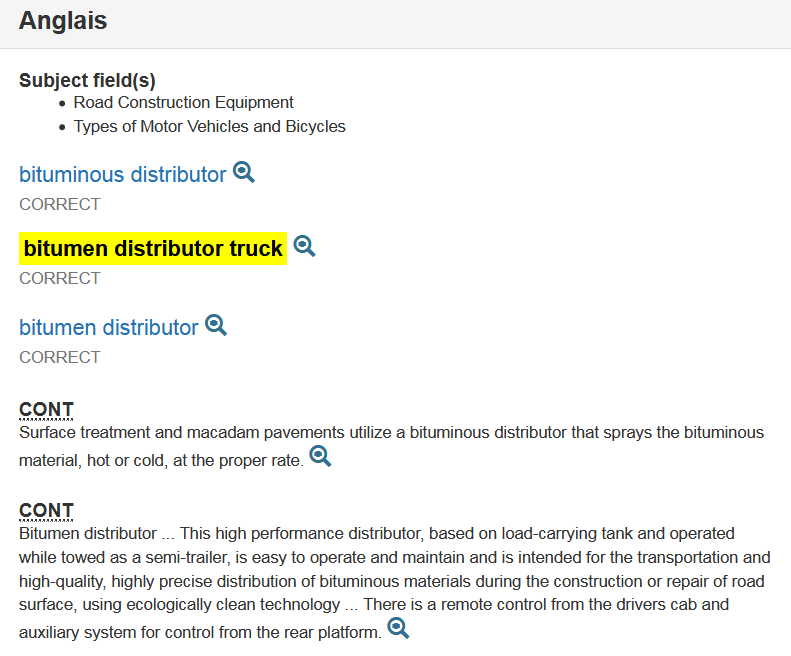 Anglais
Subject field(s)
• Road Construction Equipment
• Types of Motor Vehicles and Bicycles
bituminous distributor
CORRECT
bitumen distributor truck
CORRECT
bitumen distributor
CORRECT
CONT
Surface treatment and macadam pavements utilize a bituminous distributor that sprays the bituminous
material, hot or cold, at the proper rate.
CONT
Bitumen distributor ... This high performance distributor, based on load-carrying tank and operated
while towed as a semi-trailer, is easy to operate and maintain and is intended for the transportation and
high-quality, highly precise distribution of bituminous materials during the construction or repair of road
surface, using ecologically clean technology ... There is a remote control from the drivers cab and
auxiliary system for control from the rear platform.